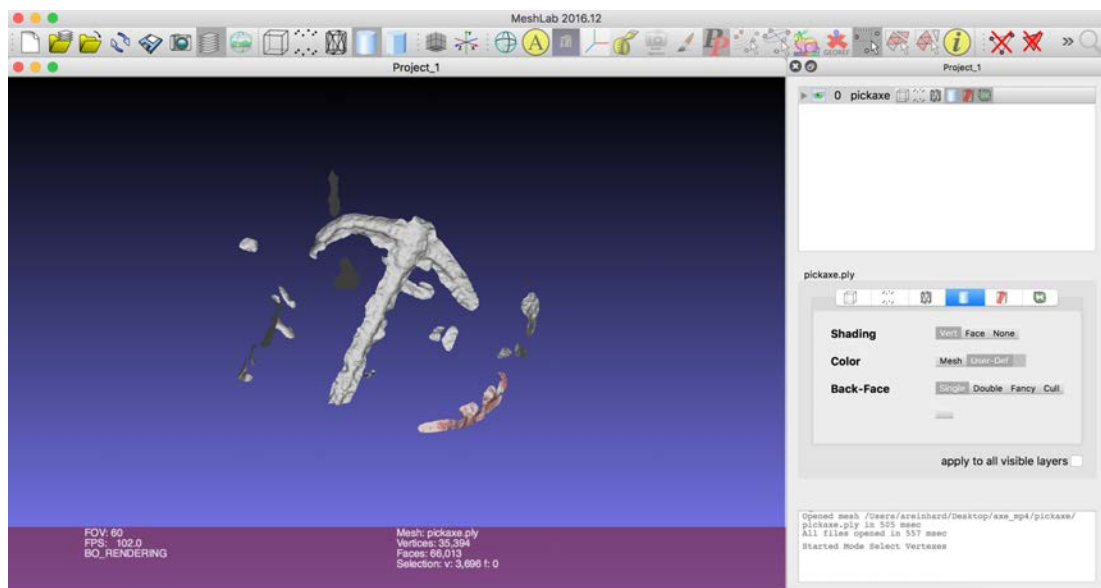 MeshLab 2016.12
Project_1
Project_1
0 pickaxe
pickaxe.ply
Shading Vert Face None
Color Mesh User-Def
Back-Face Single Double Fancy Cull
apply to all visible layers
Opened mesh /Users/areinhard/Desktop/axe_mp4/pickaxe/
pickaxe.ply in 505 msec
All files opened in 557 msec
Started Mode Select Vertexes
FOV: 60
FPS: 102.0
BO_RENDERING
Mesh: pickaxe.ply
Vertices: 35,394
Faces: 66,013
Selection: v: 3,696 f: 0